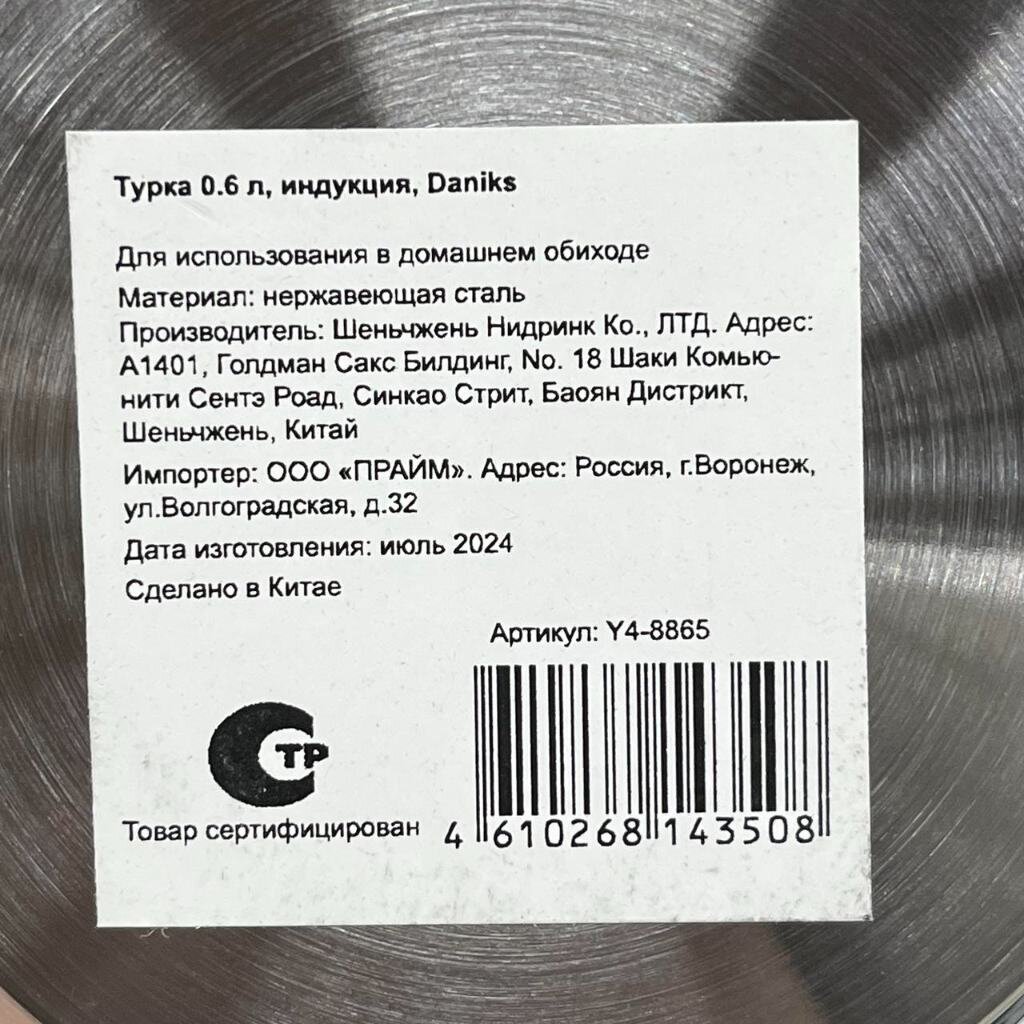 Турка 0.6 л, индукция, Daniks
Для использования в домашнем обиходе
Материал: нержавеющая сталь
Производитель: Шеньчжень Нидринк Ко., ЛТД. Адрес:
А1401, Голдман Сакс Билдинг, No. 18 Шаки Комью-
нити Сентэ Роад, Синкао Стрит, Баоян Дистрикт,
Шеньчжень, Китай
Импортер: ООО «ПРАЙМ». Адрес: Россия, г.Воронеж,
ул.Волгоградская, д.32
Дата изготовления: июль 2024
Сделано в Китае
Артикул: Y4-8865
СТР
Товар сертифицирован
4 610268 143508